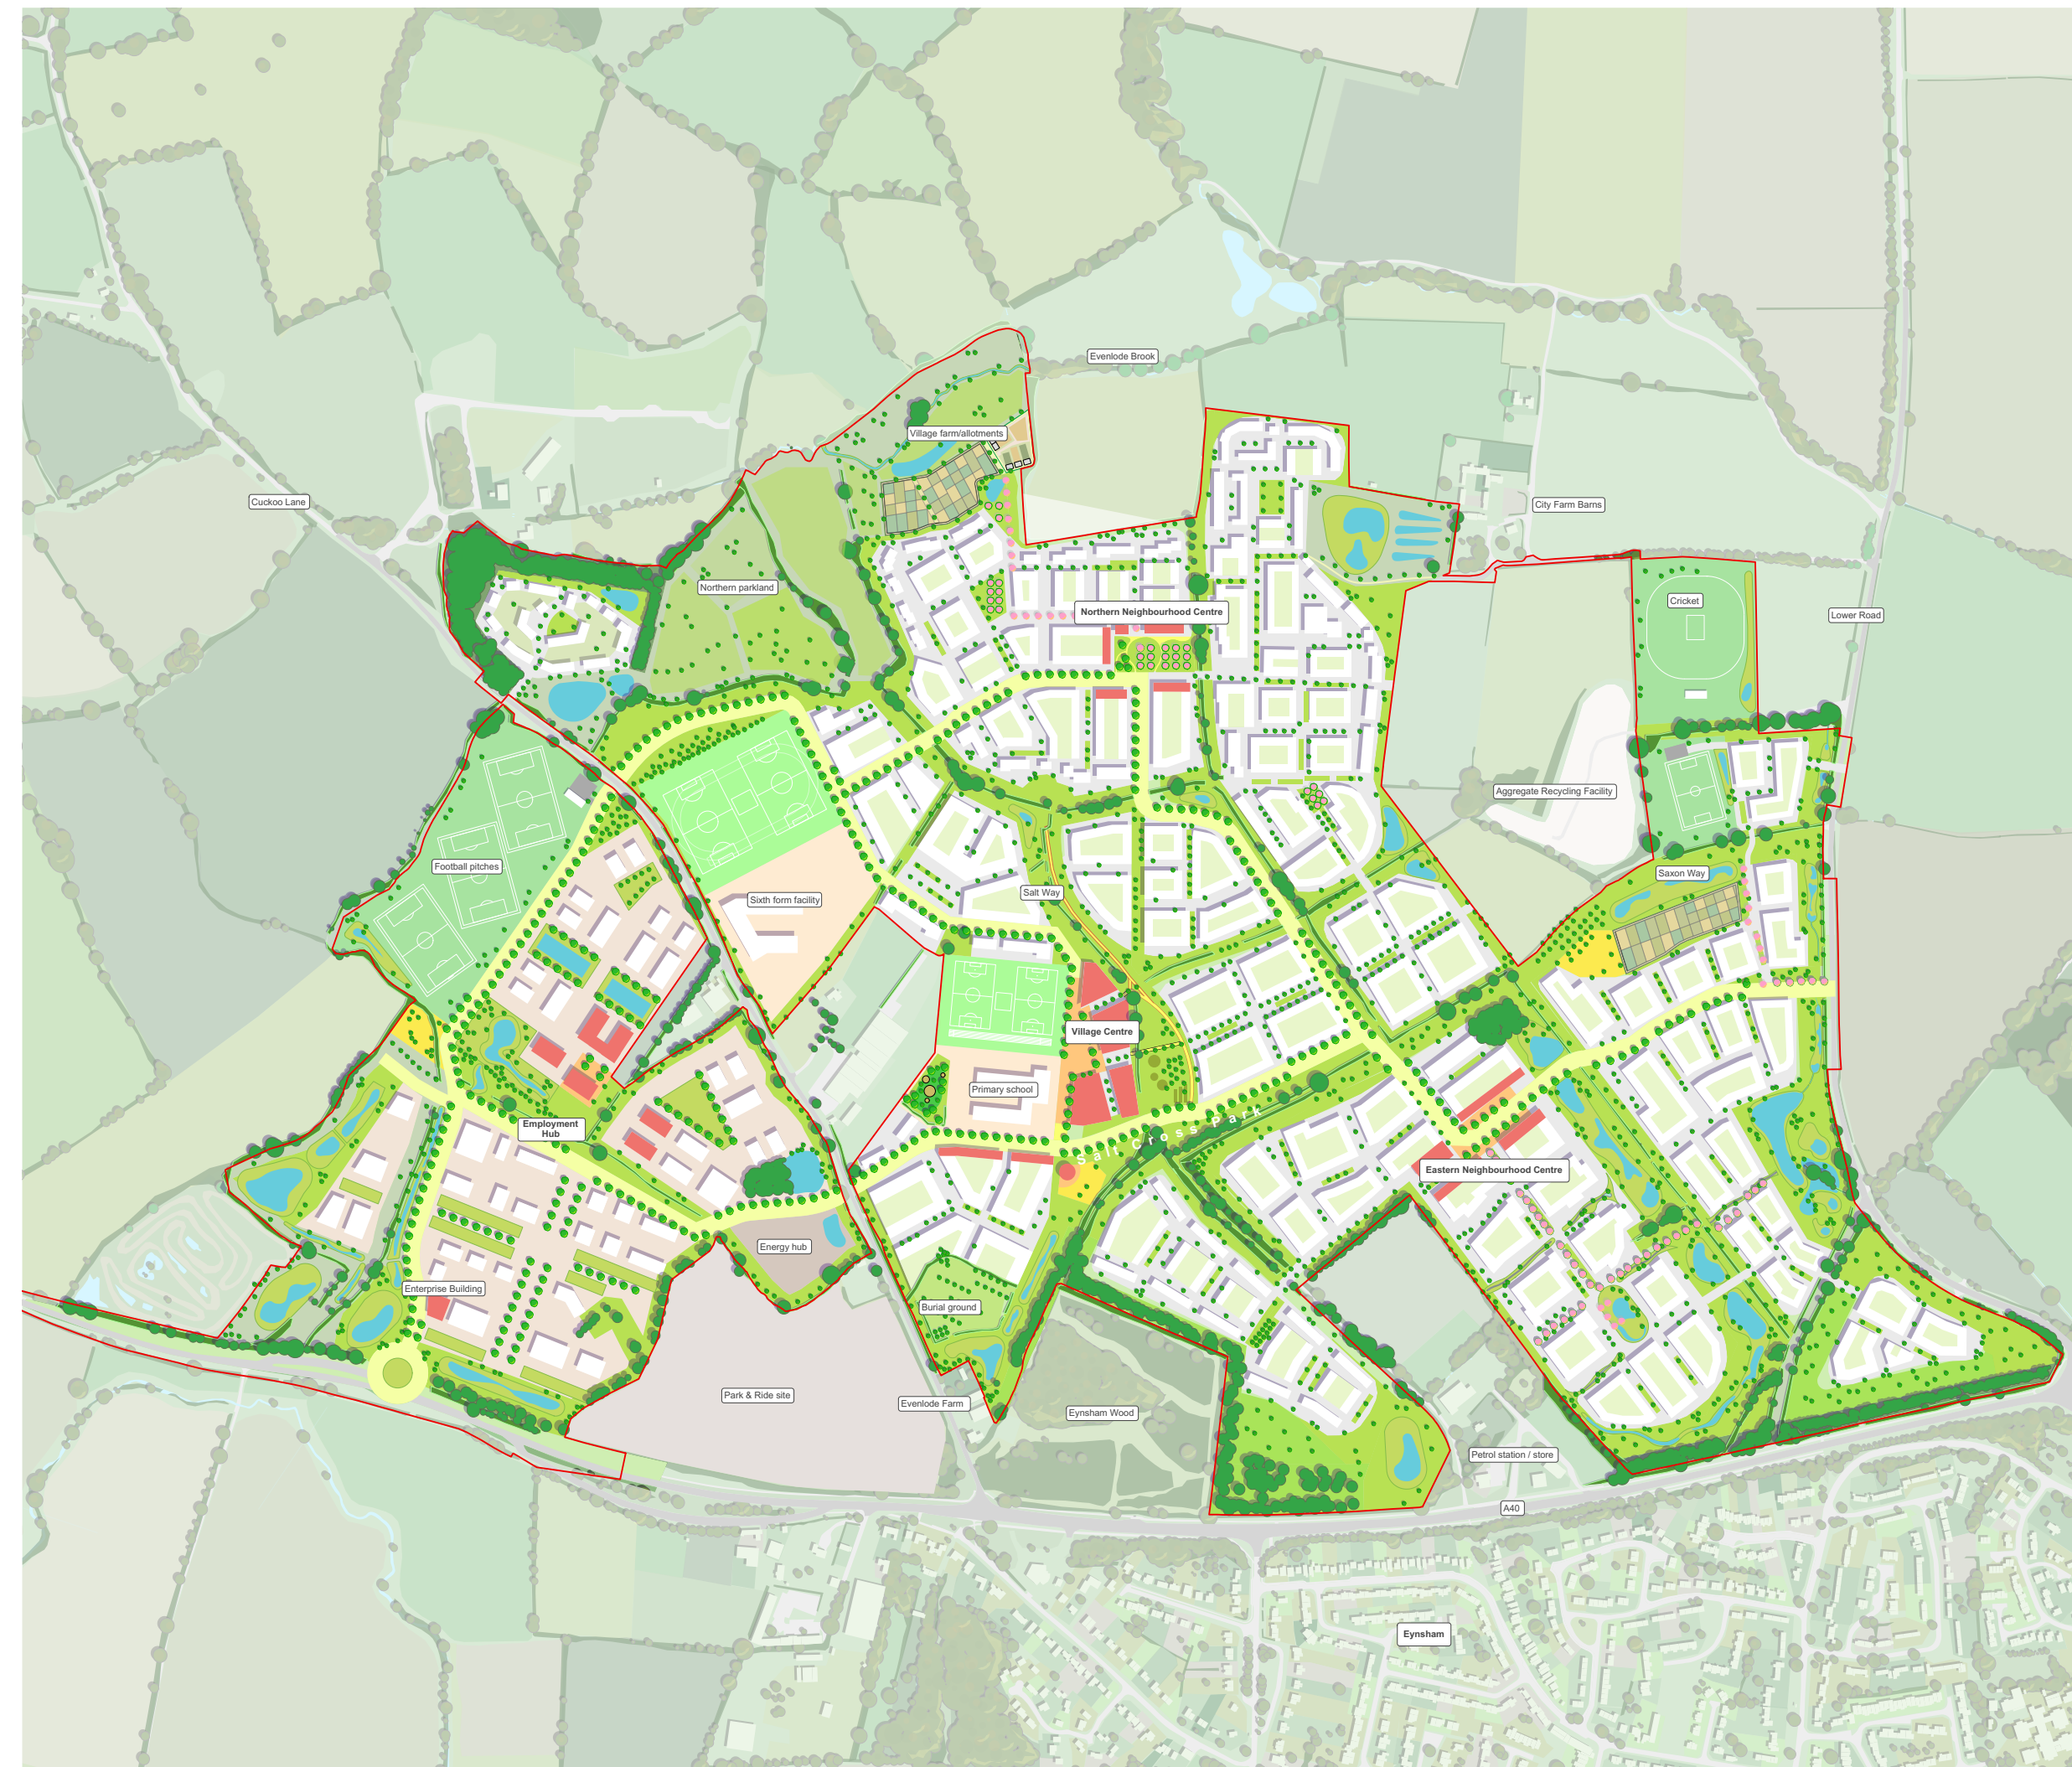 Evenlode Brook
Village farm/allotments
Cuckoo Lane
City Farm Barns
Northern parkland
Cricket
Northern Neighbourhood Centre
Lower Road
Aggregate Recycling Facility
Football pitches
Saxon Way
Salt Way
Sixth form facility
Village Centre
Primary school
Salt Cross Park
Employment
Hub
Eastern Neighbourhood Centre
Energy hub
Enterprise Building
Burial ground
Park & Ride site
Evenlode Farm
Eynsham Wood
Petrol station / store
A40
Eynsham